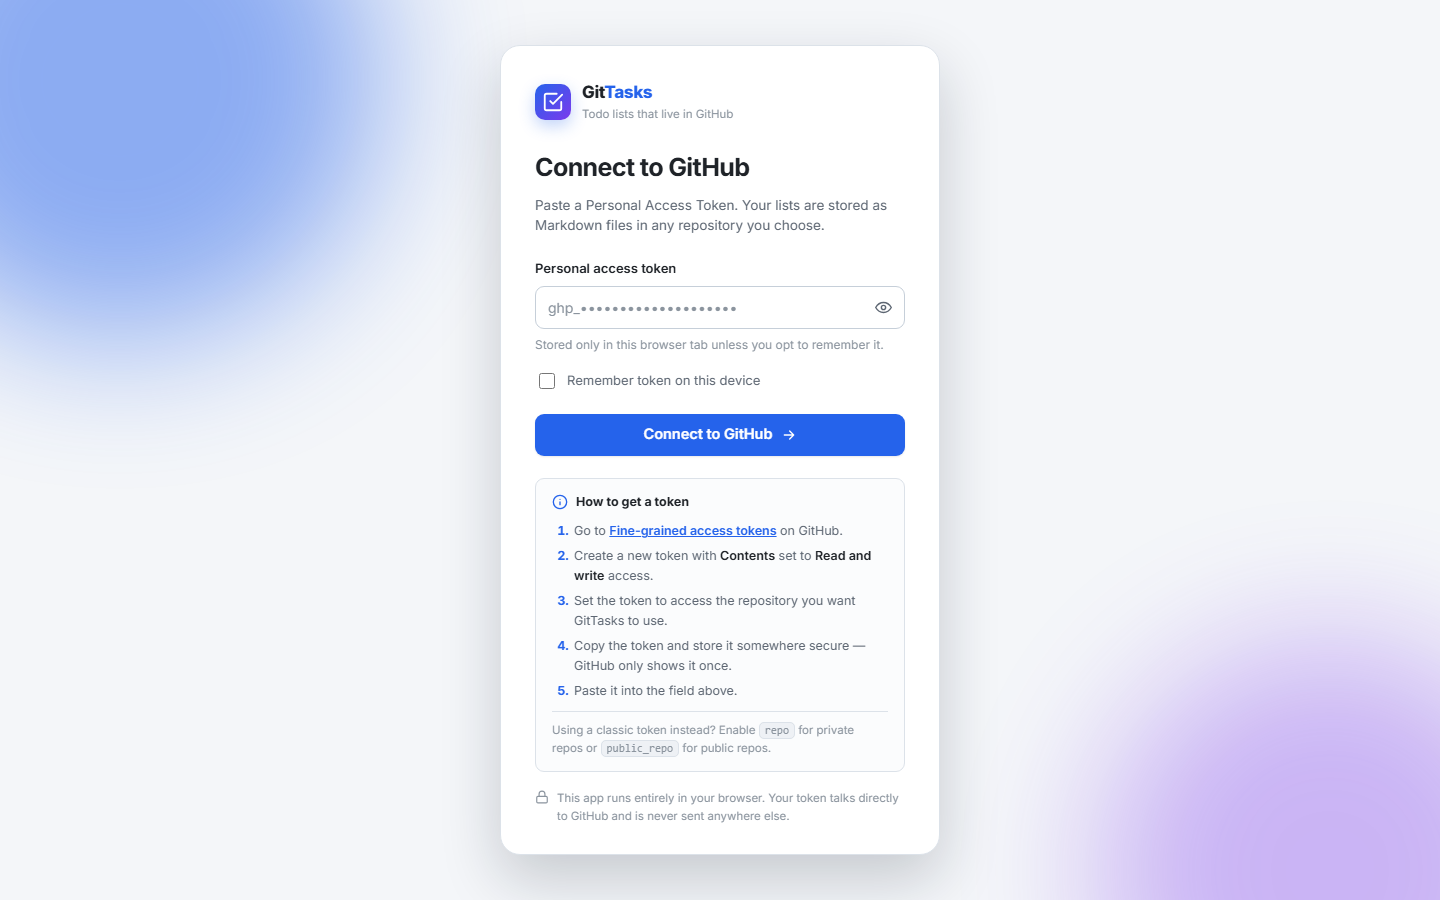 GitTasks
Todo lists that live in GitHub
Connect to GitHub
Paste a Personal Access Token. Your lists are stored as
Markdown files in any repository you choose.
Personal access token
ghp_••••••••••••••••••••
Stored only in this browser tab unless you opt to remember it.
Remember token on this device
Connect to GitHub →
How to get a token
1. Go to Fine-grained access tokens on GitHub.
2. Create a new token with Contents set to Read and
write access.
3. Set the token to access the repository you want
GitTasks to use.
4. Copy the token and store it somewhere secure —
GitHub only shows it once.
5. Paste it into the field above.
Using a classic token instead? Enable repo for private
repos or public_repo for public repos.
This app runs entirely in your browser. Your token talks directly
to GitHub and is never sent anywhere else.